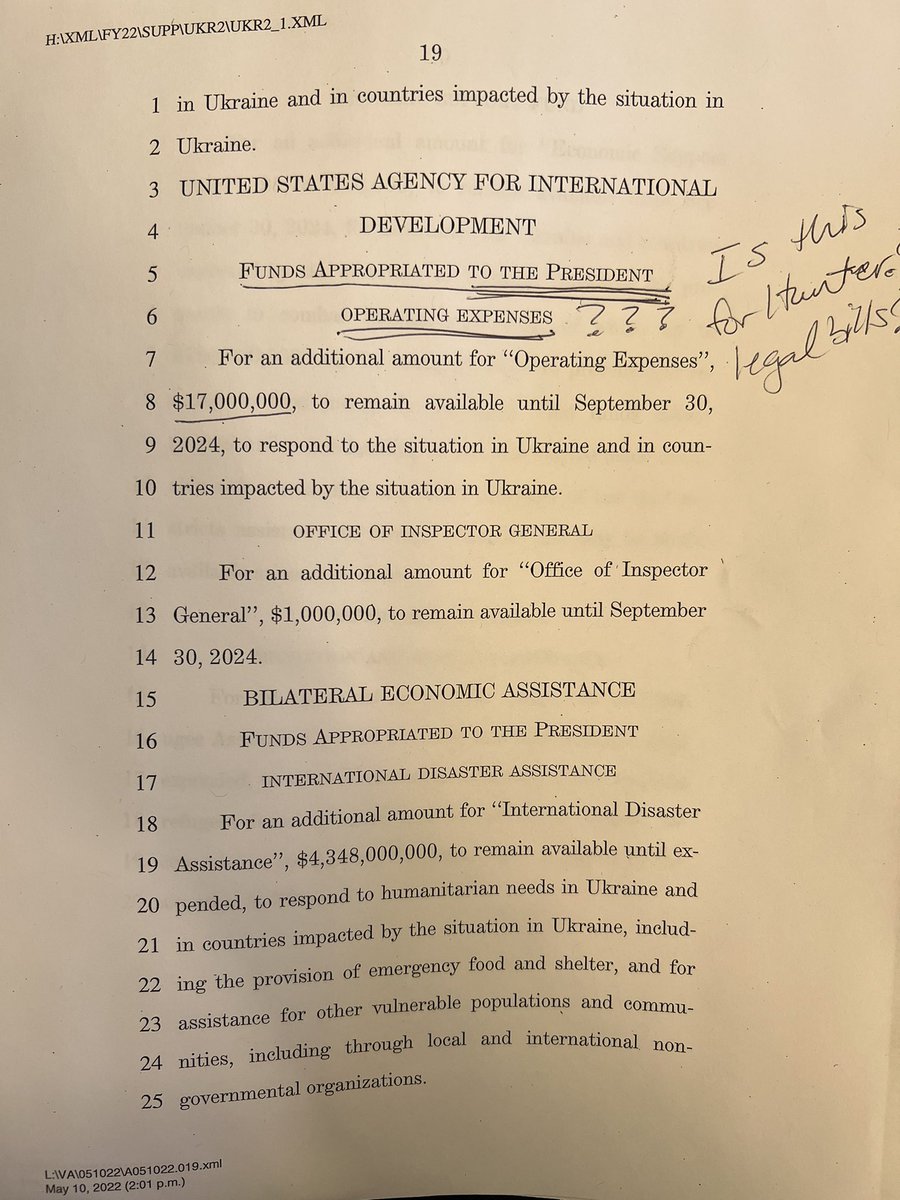 H:\XML\FY22\SUPP\UKR2\UKR2_1.XML
19
1 in Ukraine and in countries impacted by the situation in
2 Ukraine.
3 UNITED STATES AGENCY FOR INTERNATIONAL
4 DEVELOPMENT
5 FUNDS APPROPRIATED TO THE PRESIDENT
6 OPERATING EXPENSES ? ? ?
Is this
for Hunter
legal bills?
7 For an additional amount for “Operating Expenses”,
8 $17,000,000, to remain available until September 30,
9 2024, to respond to the situation in Ukraine and in coun-
10 tries impacted by the situation in Ukraine.
11 OFFICE OF INSPECTOR GENERAL
12 For an additional amount for “Office of Inspector
13 General”, $1,000,000, to remain available until September
14 30, 2024.
15 BILATERAL ECONOMIC ASSISTANCE
16 FUNDS APPROPRIATED TO THE PRESIDENT
17 INTERNATIONAL DISASTER ASSISTANCE
18 For an additional amount for “International Disaster
19 Assistance”, $4,348,000,000, to remain available until ex-
20 pended, to respond to humanitarian needs in Ukraine and
21 in countries impacted by the situation in Ukraine, includ-
22 ing the provision of emergency food and shelter, and for
23 assistance for other vulnerable populations and commu-
24 nities, including through local and international non-
25 governmental organizations.
L:\VA\051022\A051022.019.xml
May 10, 2022 (2:01 p.m.)